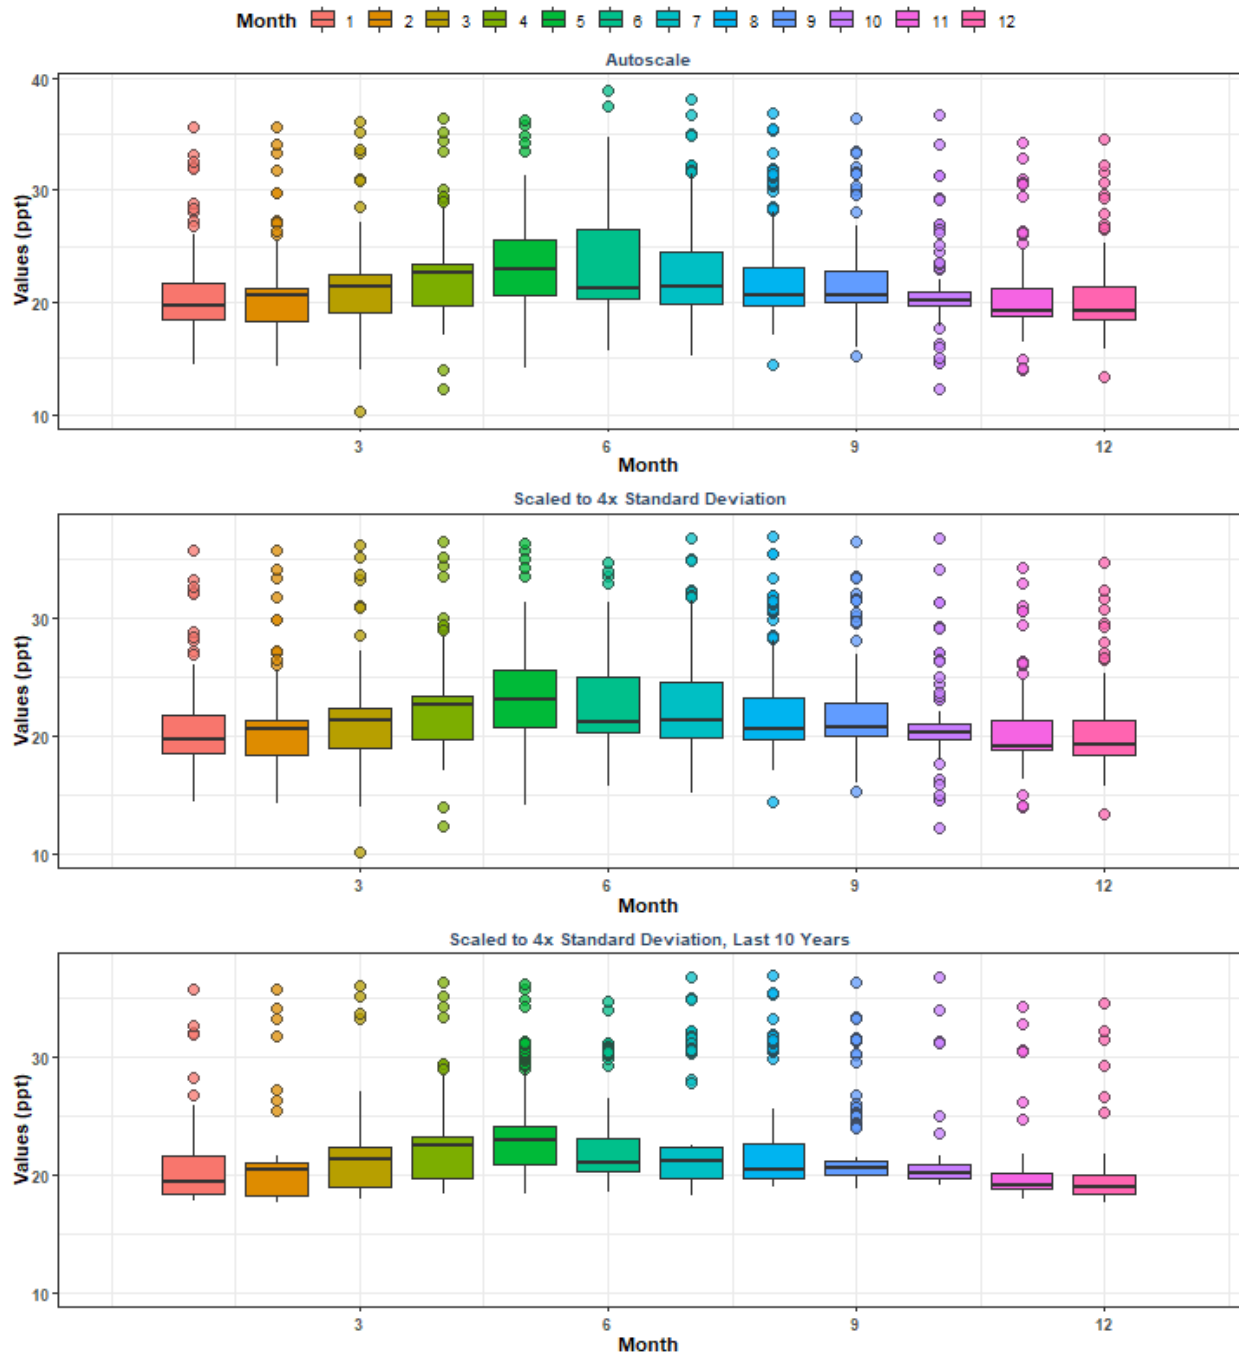 Month 1 2 3 4 5 6 7 8 9 10 11 12
Autoscale
Values (ppt)
40
30
20
10
3 6 9 12
Month
Scaled to 4x Standard Deviation
Values (ppt)
30
20
10
3 6 9 12
Month
Scaled to 4x Standard Deviation, Last 10 Years
Values (ppt)
30
20
10
3 6 9 12
Month